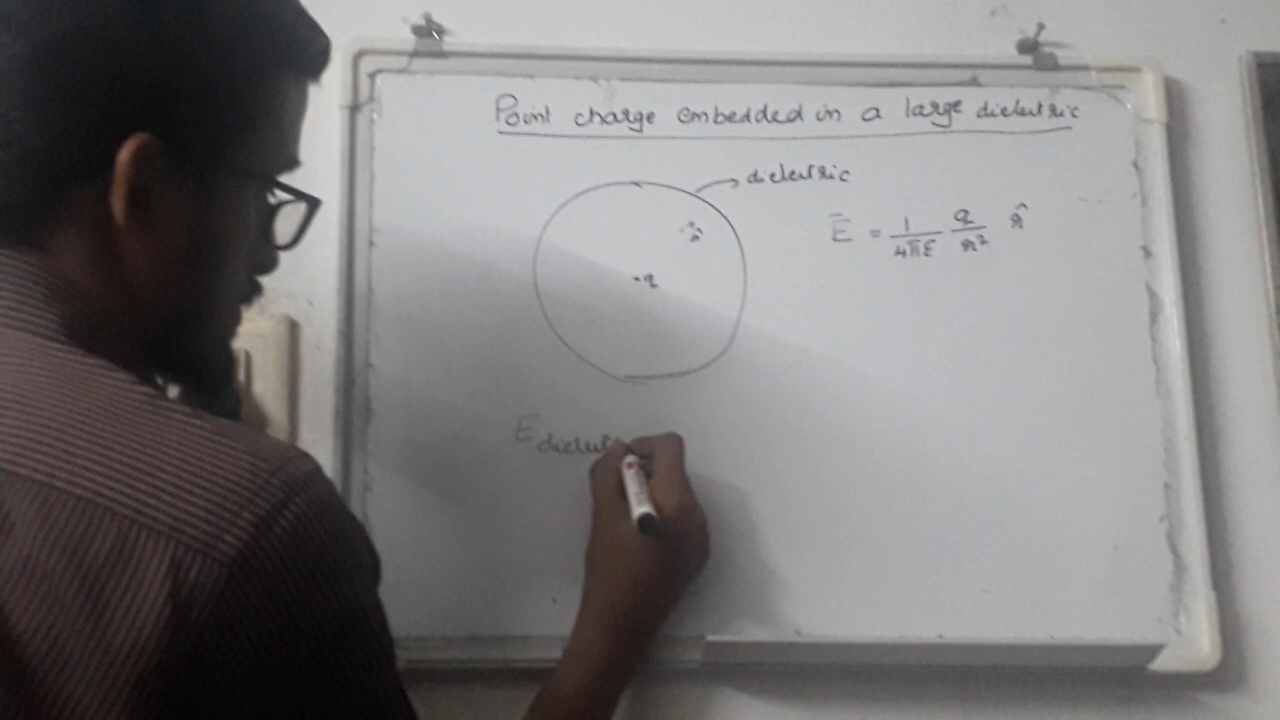 Point charge embedded in a large dielectric
dielectric
Ē = 1/4πε q/r² r̂
.q
E